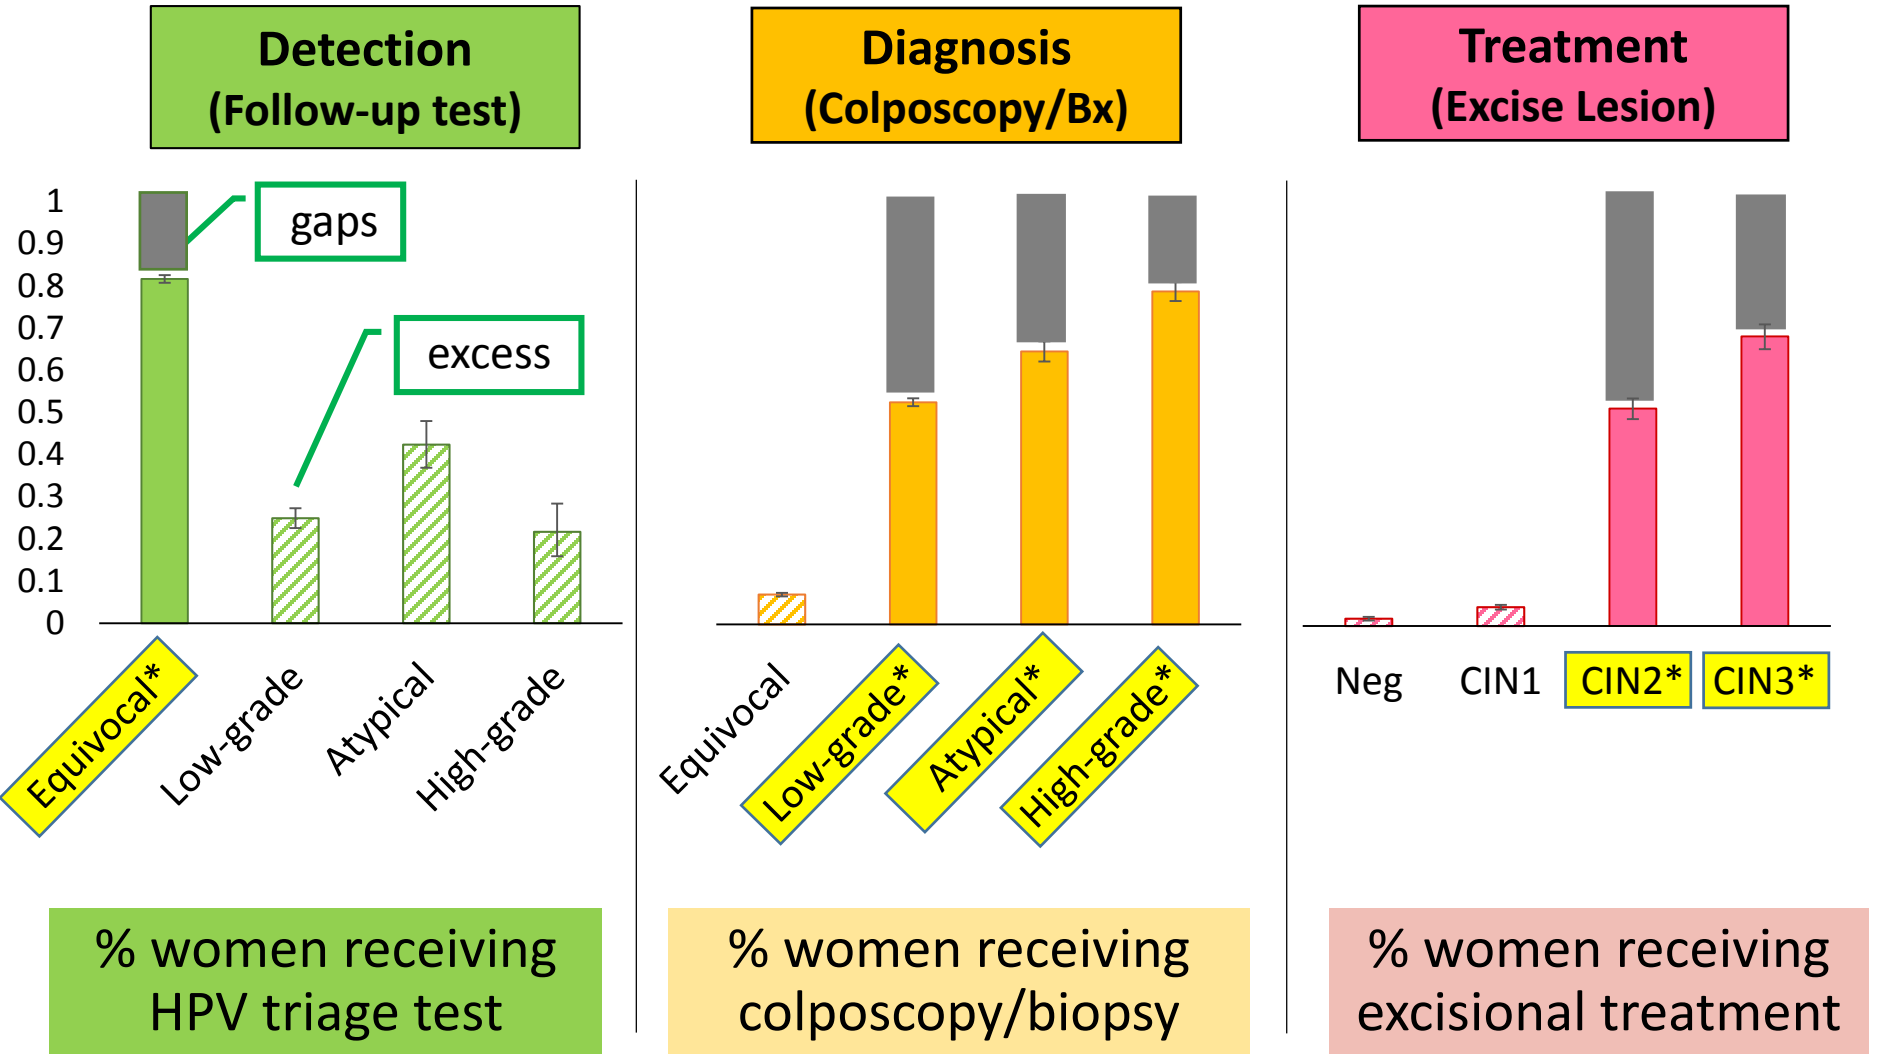 Detection
(Follow-up test)
Diagnosis
(Colposcopy/Bx)
Treatment
(Excise Lesion)
1
0.9
0.8
0.7
0.6
0.5
0.4
0.3
0.2
0.1
0
gaps
excess
Equivocal*
Low-grade
Atypical
High-grade
Equivocal
Low-grade*
Atypical*
High-grade*
Neg
CIN1
CIN2*
CIN3*
% women receiving
HPV triage test
% women receiving
colposcopy/biopsy
% women receiving
excisional treatment